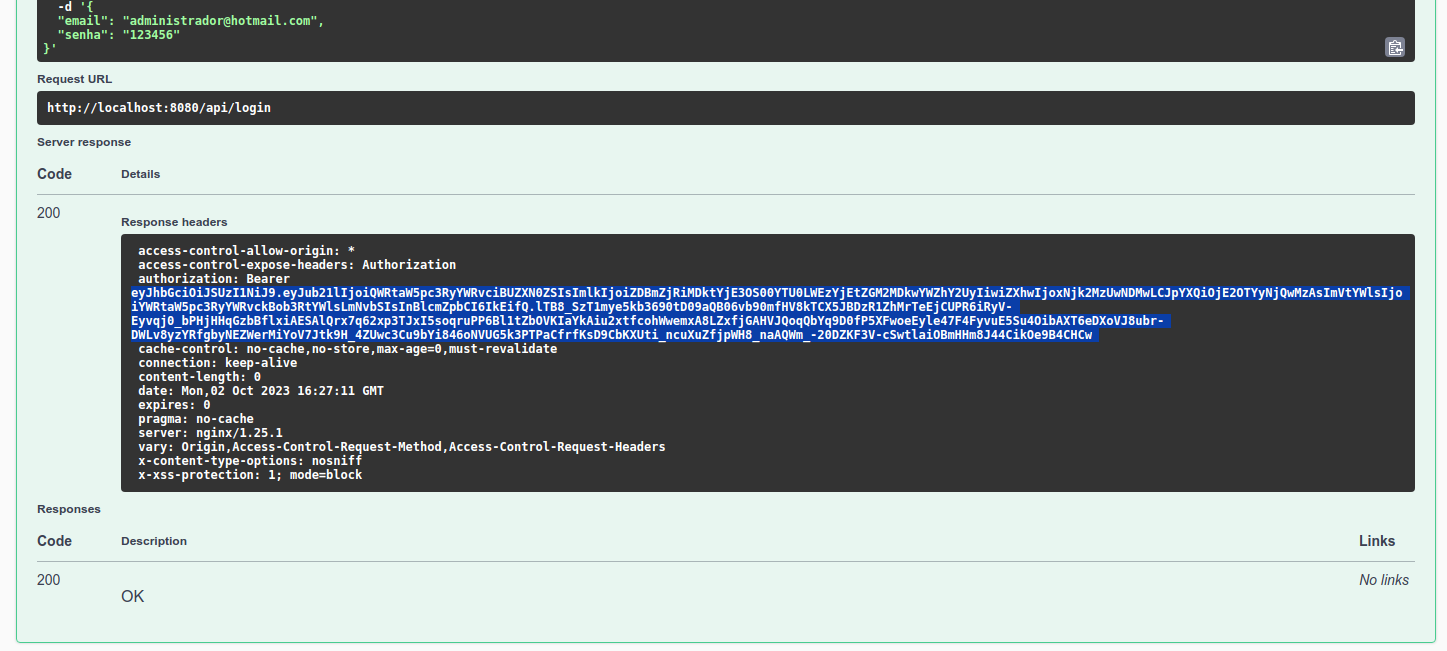 -d '{
"email": "administrador@hotmail.com",
"senha": "123456"
}'
Request URL
http://localhost:8080/api/login
Server response
Code Details
200
Response headers
access-control-allow-origin: *
access-control-expose-headers: Authorization
authorization: Bearer
eyJhbGciOiJSUzI1NiJ9.eyJub21lIjoiQWRtaW5pc3RyYWRvciBUZXN0ZSIsImlkIjoiZDBmZjRiMDktYjE3OS00YTU0LWEzYjEtZGM2MDkwYWZhY2UyIiwiZXhwIjoxNjk2MzUwNDMwLCJpYXQiOjE2OTYyNjQwMzAsImVtYWlsIjo
iYWRtaW5pc3RyYWRvckBob3RtYWlsLmNvbSIsInBlcmZpbCI6IkEifQ.lTB8_SzT1mye5kb3690tD09aQB06vb90mfHV8kTCX5JBDzR1ZhMrTeEjCUPR6iRyV-
Eyvqj0_bPHjHHqGzbBflxiAESAlQrx7q62xp3TJxI5soqruPP6Bl1tZbOVKIaYkAiu2xtfcohWwemxA8LZxfjGAHVJQoqQbYq9D0fP5XFwoeEyle47F4FyvuE5Su4OibAXT6eDXoVJ8ubr-
DWLv8yzYRfgbyNEZWerMiYoV7Jtk9H_4ZUwc3Cu9bYi846oNVUG5k3PTPaCfrfKsD9CbKXUti_ncuXuZfjpWH8_naAQWm_-20DZKF3V-cSwtlaiOBmHHm8J44CikOe9B4CHCw
cache-control: no-cache,no-store,max-age=0,must-revalidate
connection: keep-alive
content-length: 0
date: Mon,02 Oct 2023 16:27:11 GMT
expires: 0
pragma: no-cache
server: nginx/1.25.1
vary: Origin,Access-Control-Request-Method,Access-Control-Request-Headers
x-content-type-options: nosniff
x-xss-protection: 1; mode=block
Responses
Code Description Links
200 No links
OK